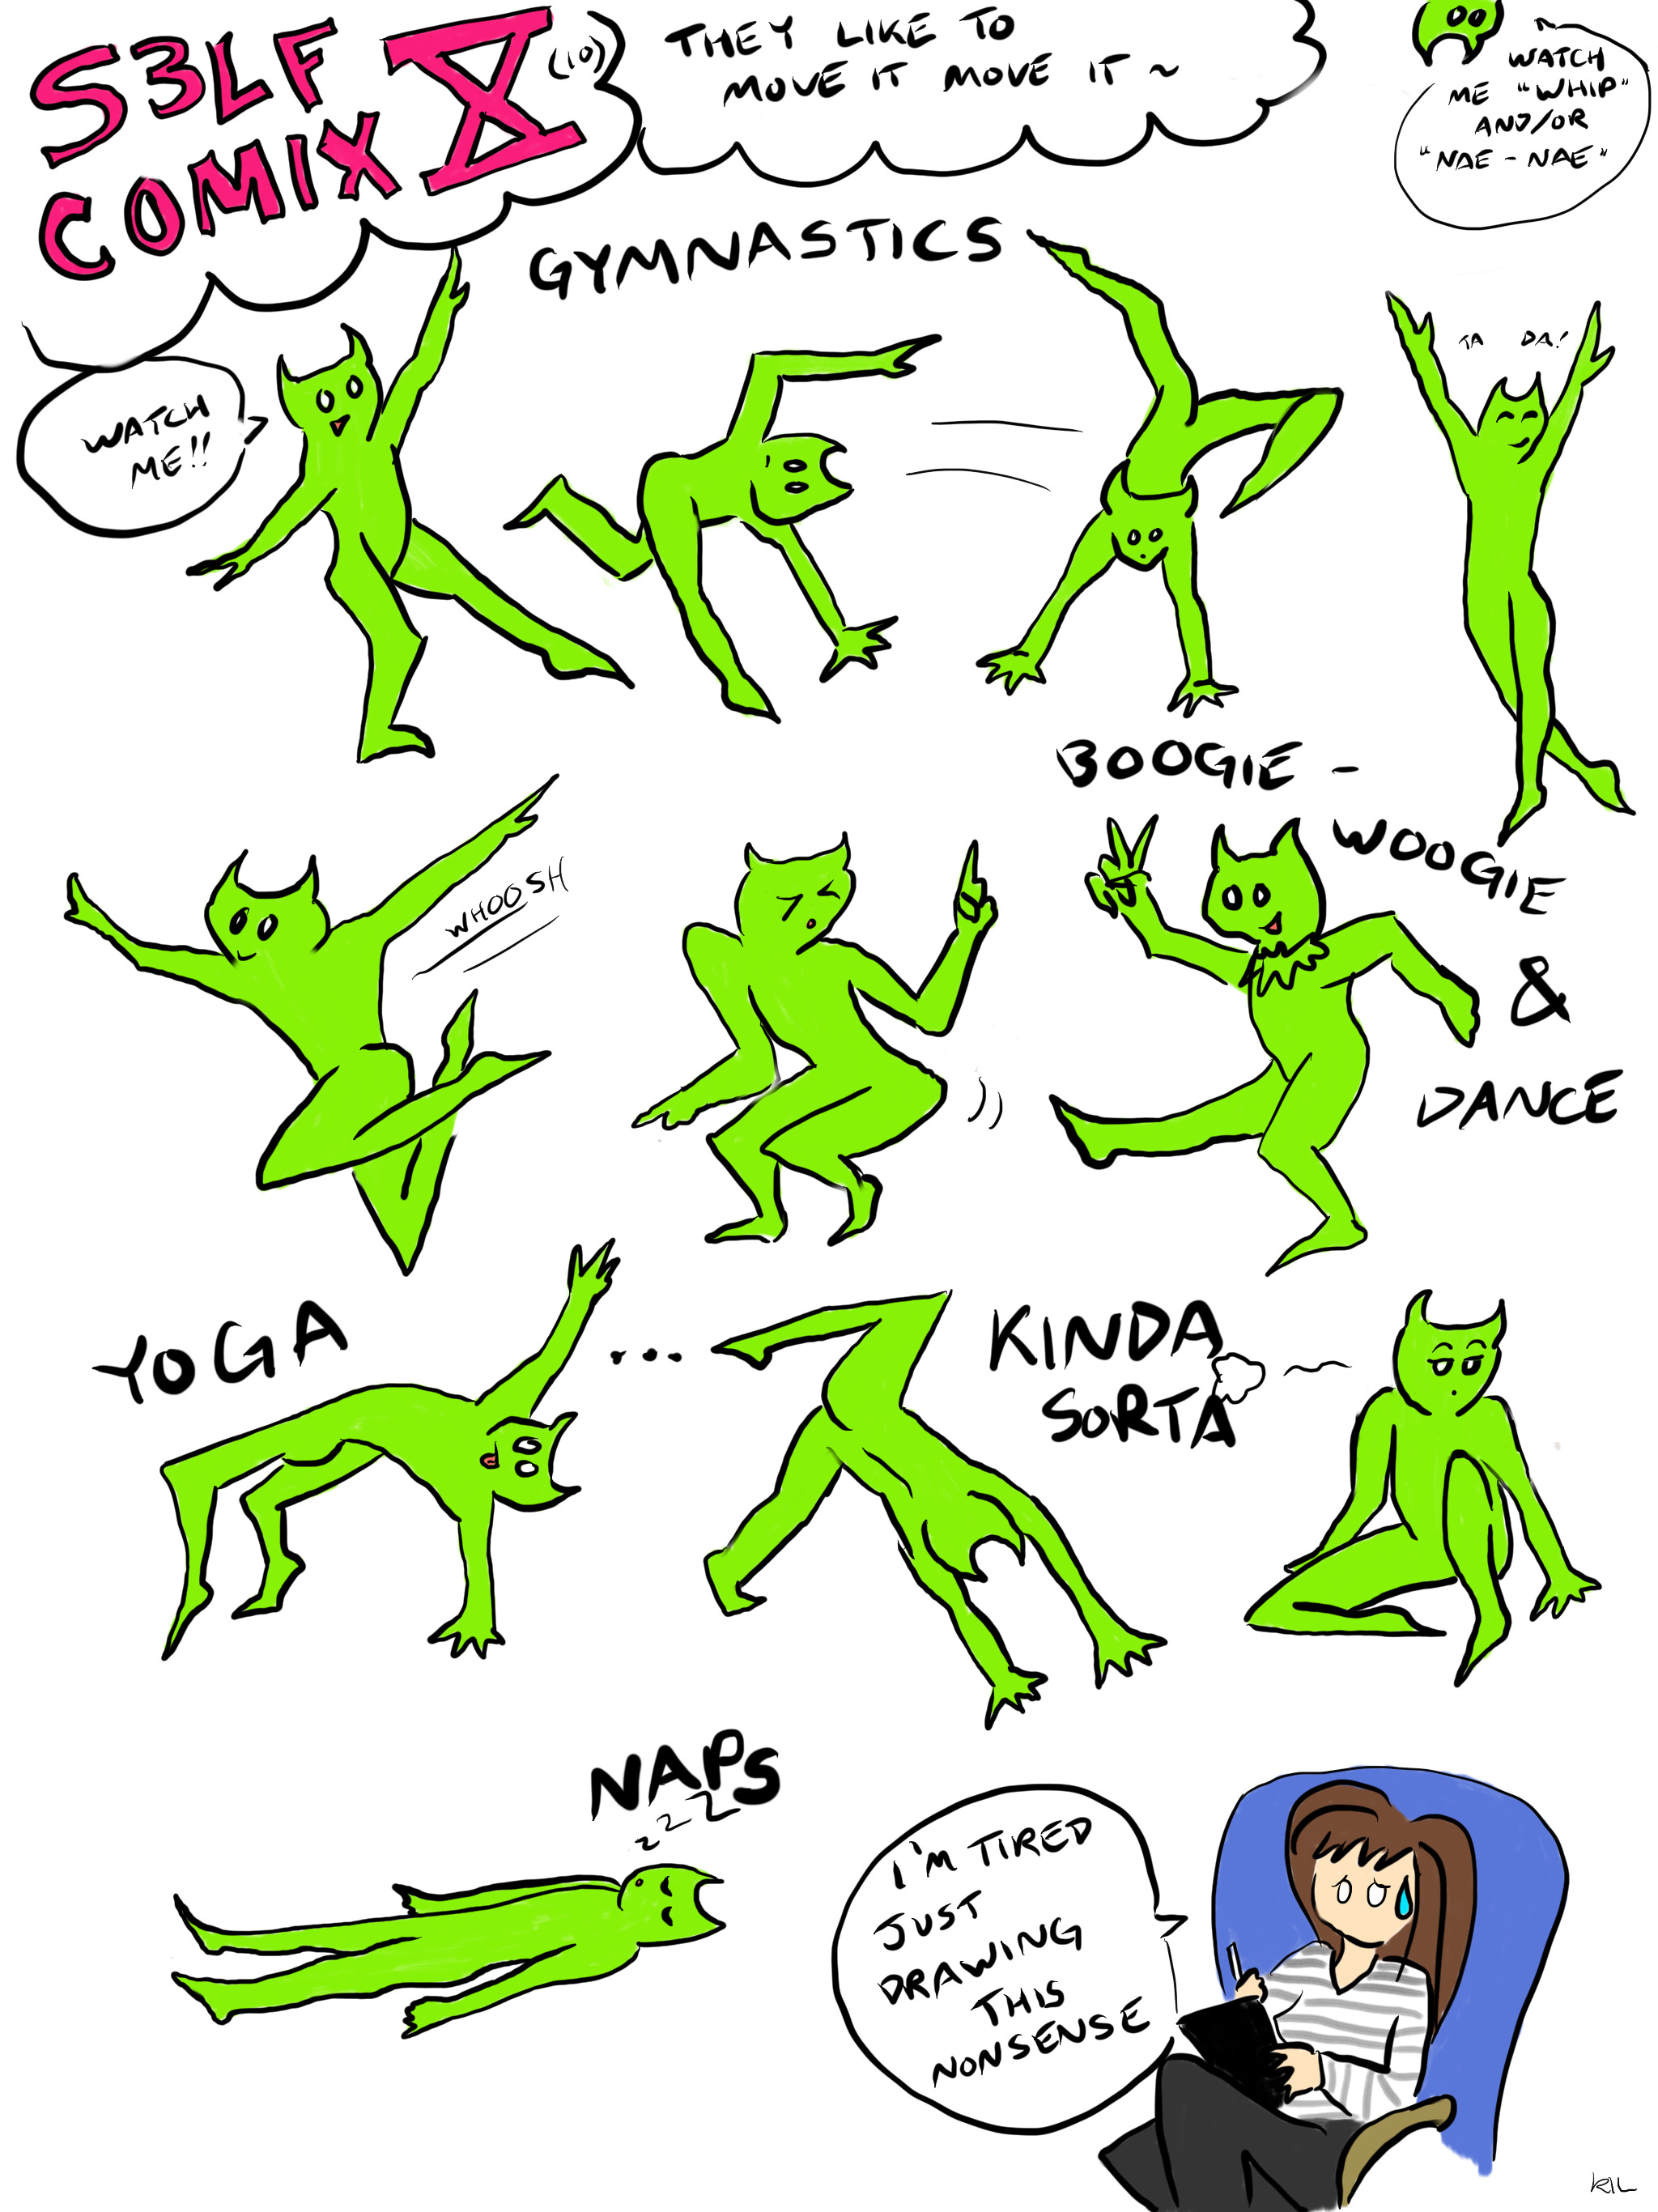 S3LF
COMIX X
(10)
THEY LIKE TO
MOVE IT MOVE IT ~
~
WATCH
ME "WHIP"
AND/OR
"NAE-NAE"
GYMNASTICS
WATCH
ME!!
TA DA!
BOOGIE-
WOOGIE
&
DANCE
WHOOSH
YOGA
...
KINDA
SORTA
NAPS
zzZ
I'M TIRED
JUST
DRAWING
THIS
NONSENSE